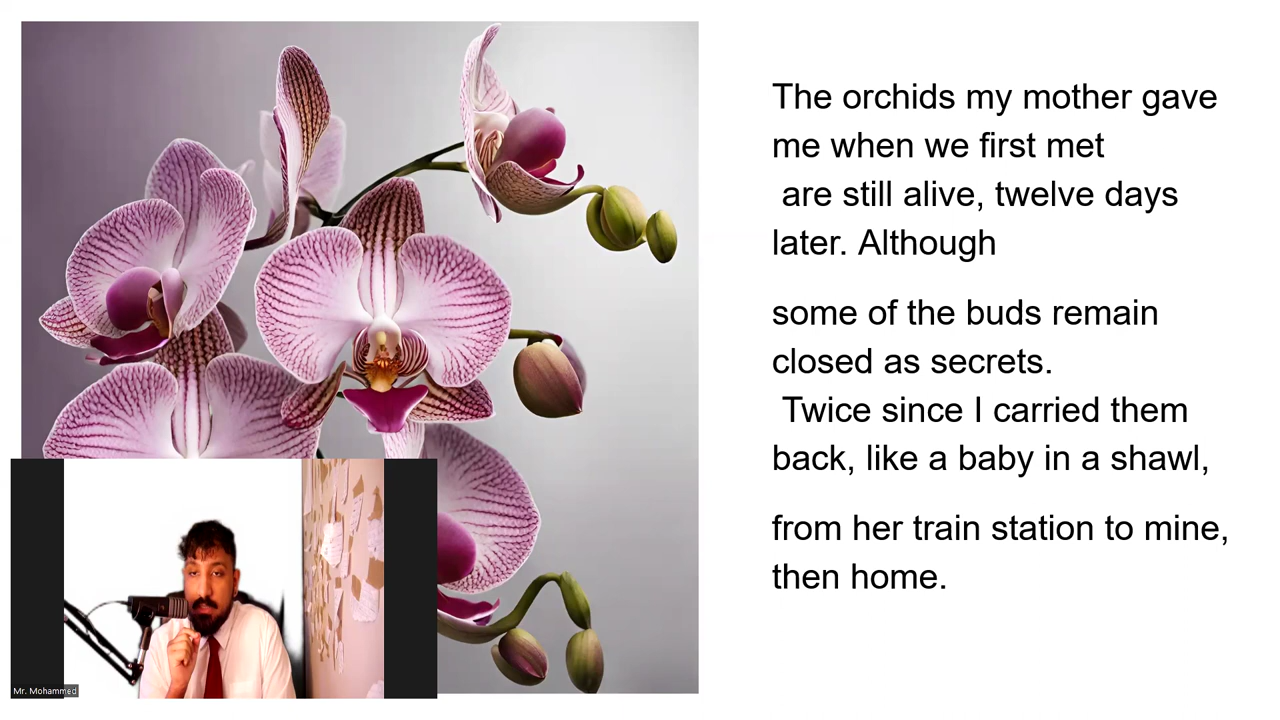 The orchids my mother gave
me when we first met
are still alive, twelve days
later. Although
some of the buds remain
closed as secrets.
Twice since I carried them
back, like a baby in a shawl,
from her train station to mine,
then home.
Mr. Mohammed